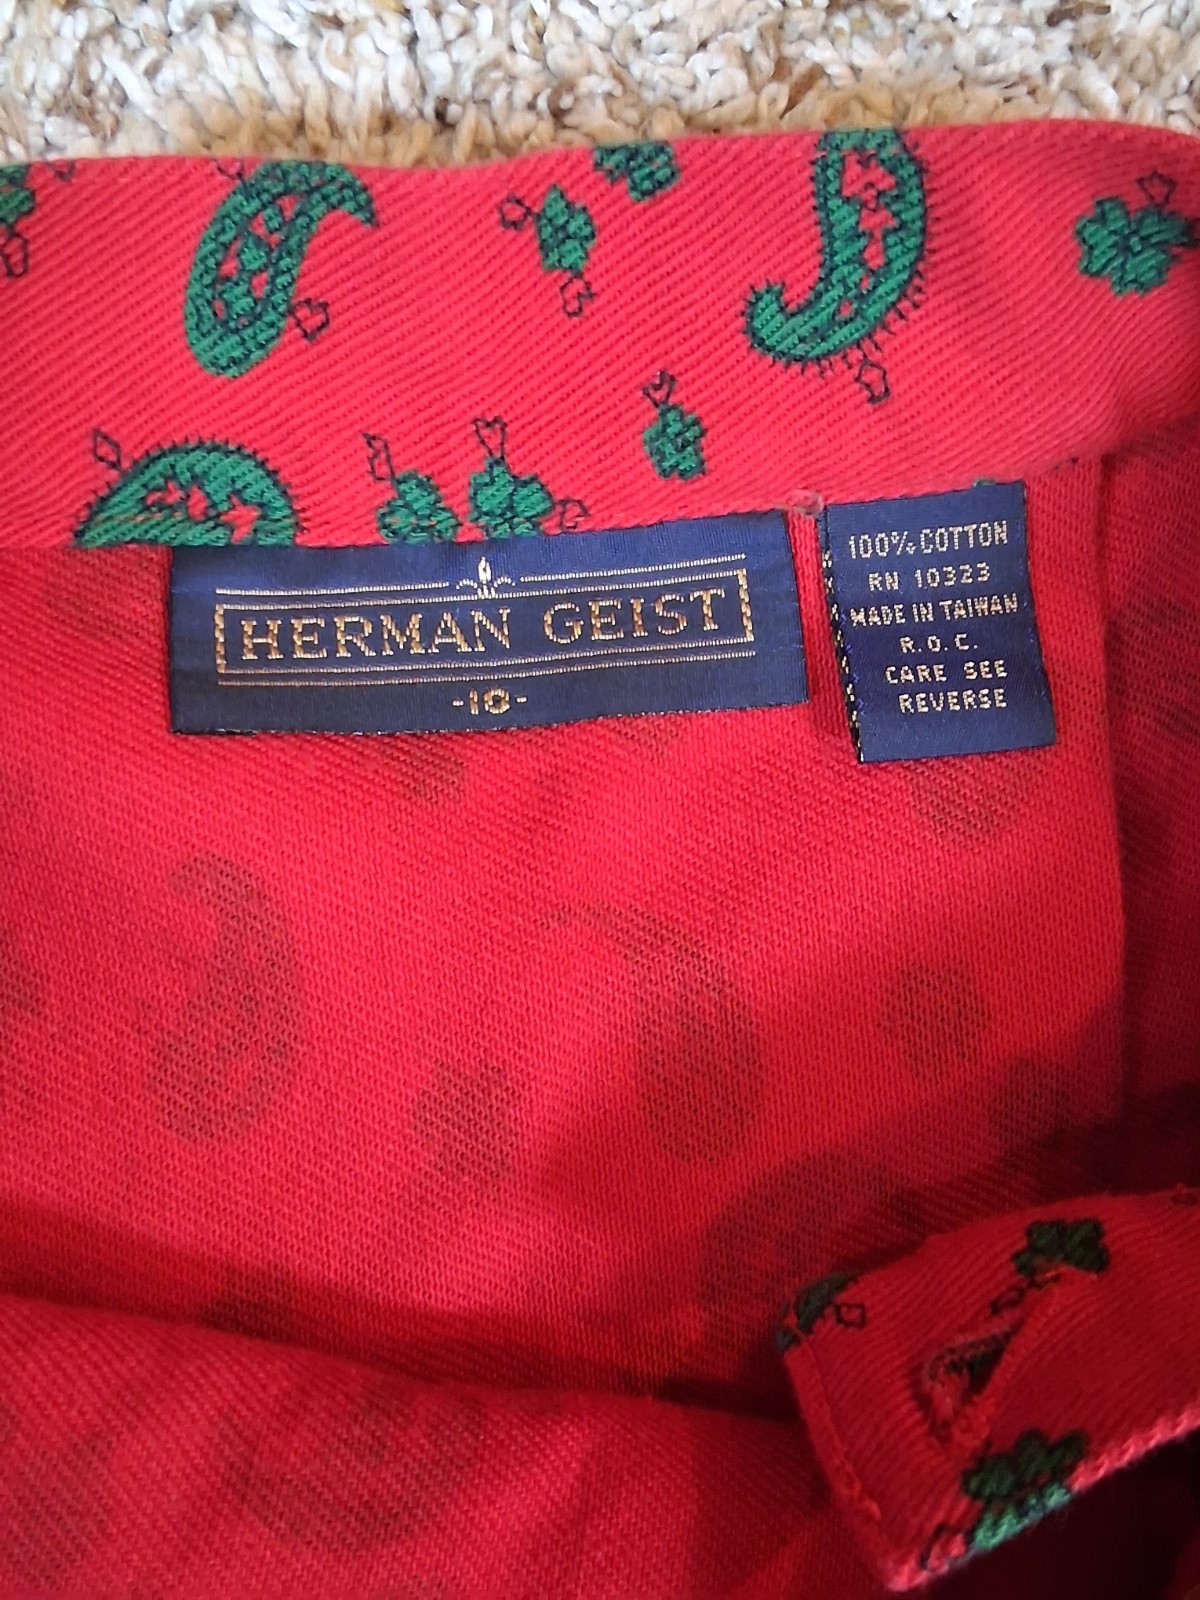 HERMAN GEIST
-10-
100% COTTON
RN 10323
MADE IN TAIWAN
R.O.C.
CARE SEE
REVERSE